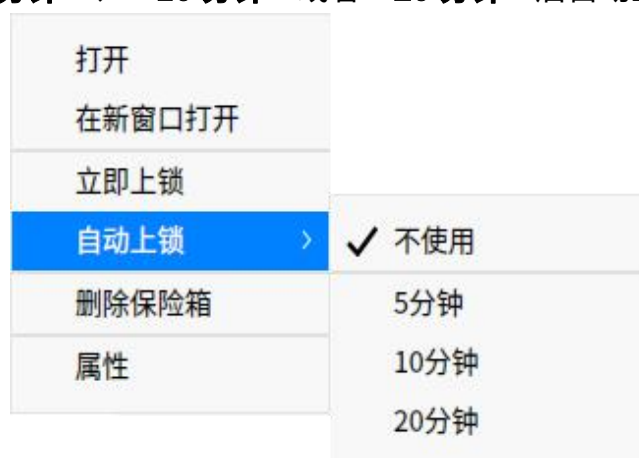 打开
在新窗口打开
立即上锁
自动上锁
不使用
删除保险箱
5分钟
属性
10分钟
20分钟